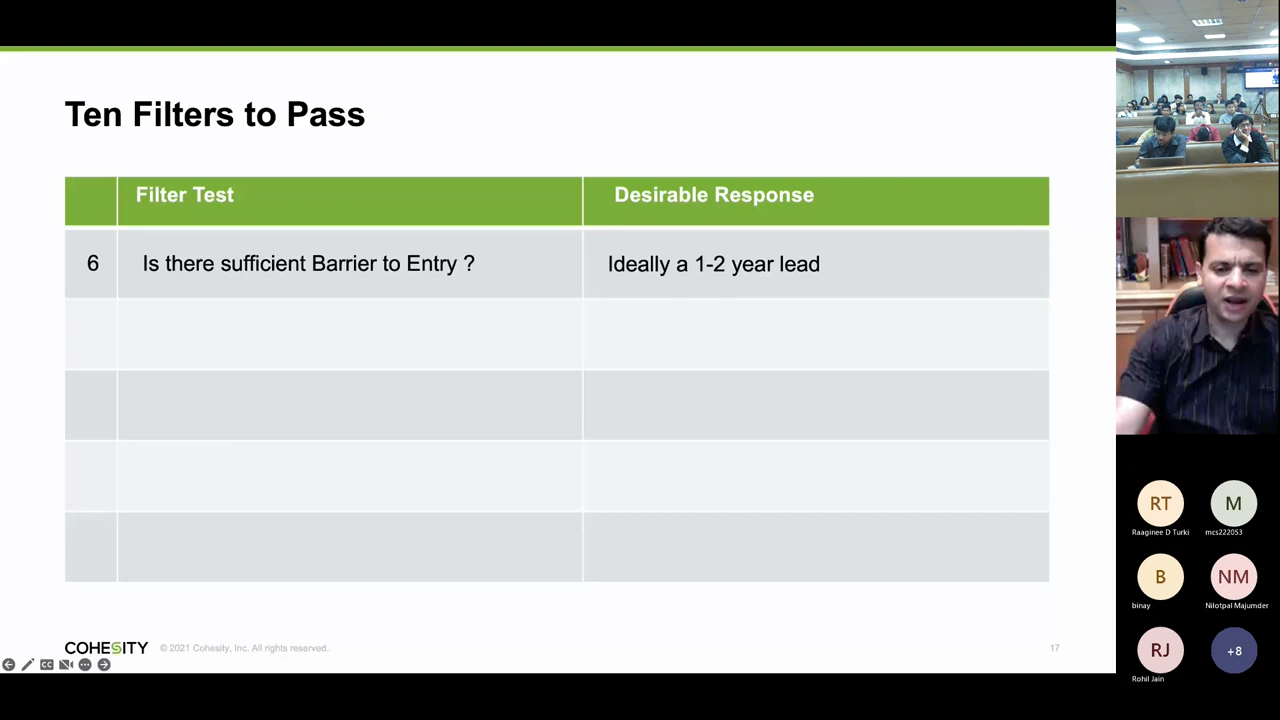 Ten Filters to Pass
Filter Test
Desirable Response
6
Is there sufficient Barrier to Entry ?
Ideally a 1-2 year lead
COHESITY
© 2021 Cohesity, Inc. All rights reserved.
17
CC
RT
M
Raaginee D Turki
mcs222053
B
NM
binay
Nilotpal Majumder
RJ
+8
Rohil Jain